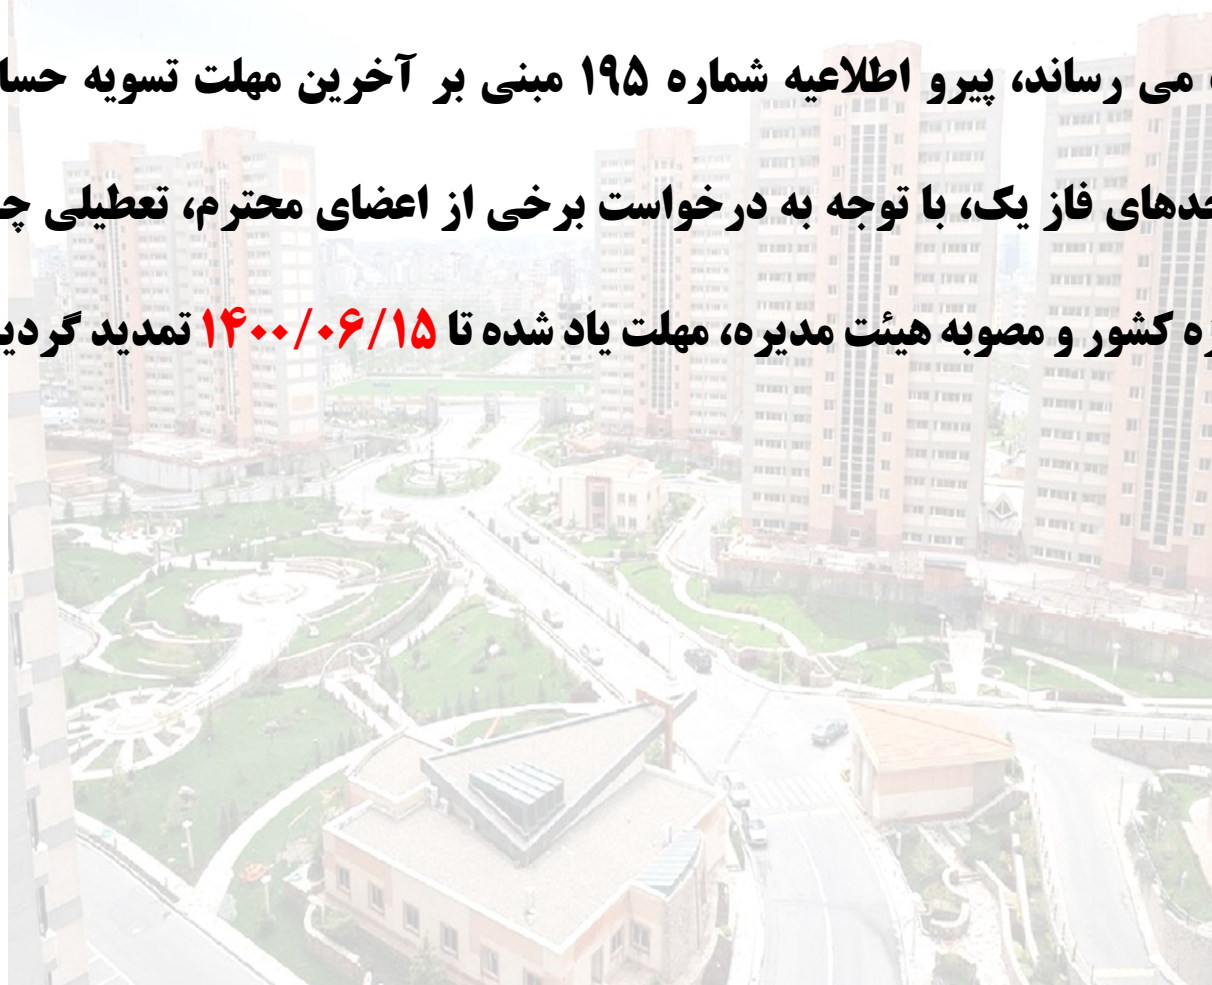 می رساند، پیرو اطلاعیه شماره ۱۹۵ مبنی بر آخرین مهلت تسویه
فاز یک، با توجه به درخواست برخی از اعضای محترم، تعطیلی
کشور و مصوبه هیئت مدیره، مهلت یاد شده تا ۱۴۰۰/۰۶/۱۵ تمدید